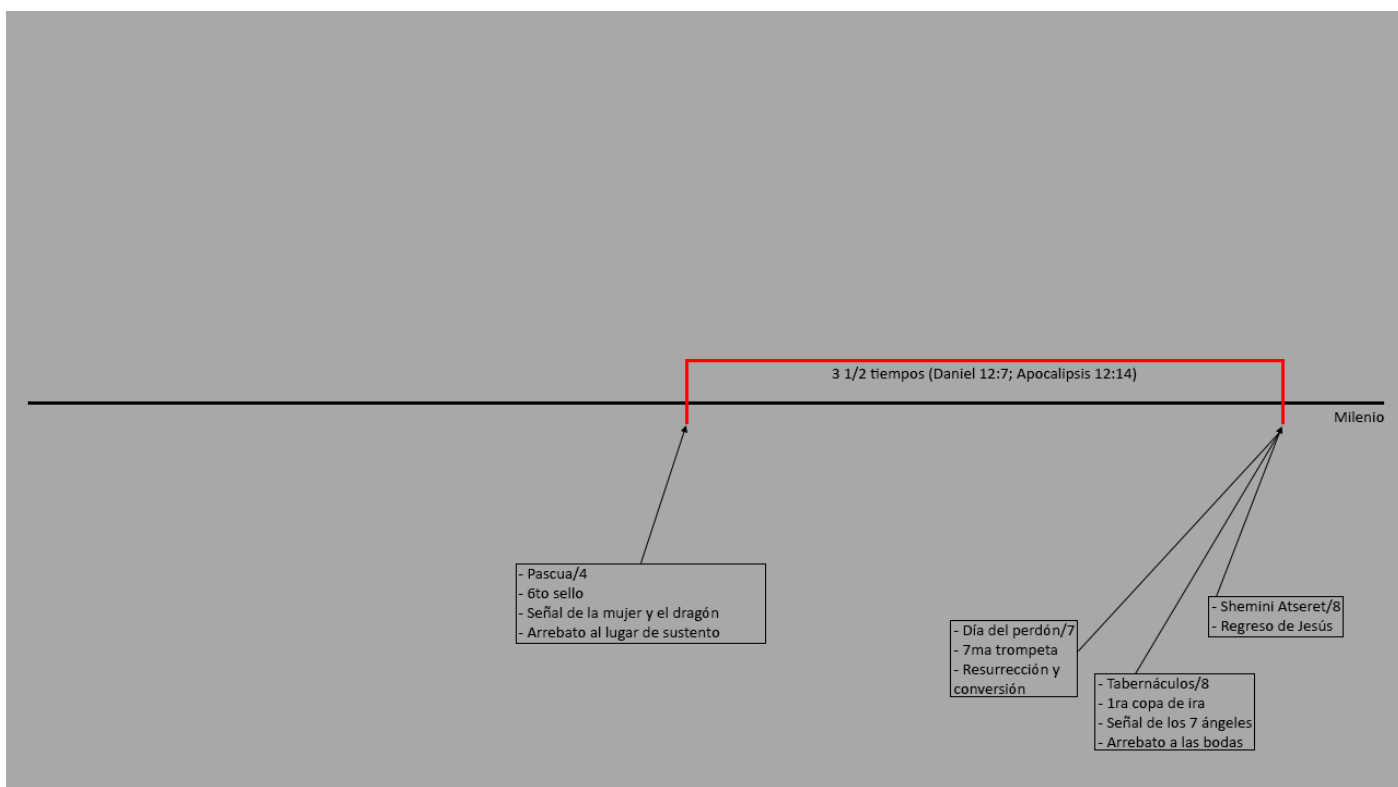 3 1/2 tiempos (Daniel 12:7; Apocalipsis 12:14)
Milenio
- Pascua/4
- 6to sello
- Señal de la mujer y el dragón
- Arrebato al lugar de sustento
- Día del perdón/7
- 7ma trompeta
- Resurrección y
conversión
- Tabernáculos/8
- 1ra copa de ira
- Señal de los 7 ángeles
- Arrebato a las bodas
- Shemini Atseret/8
- Regreso de Jesús